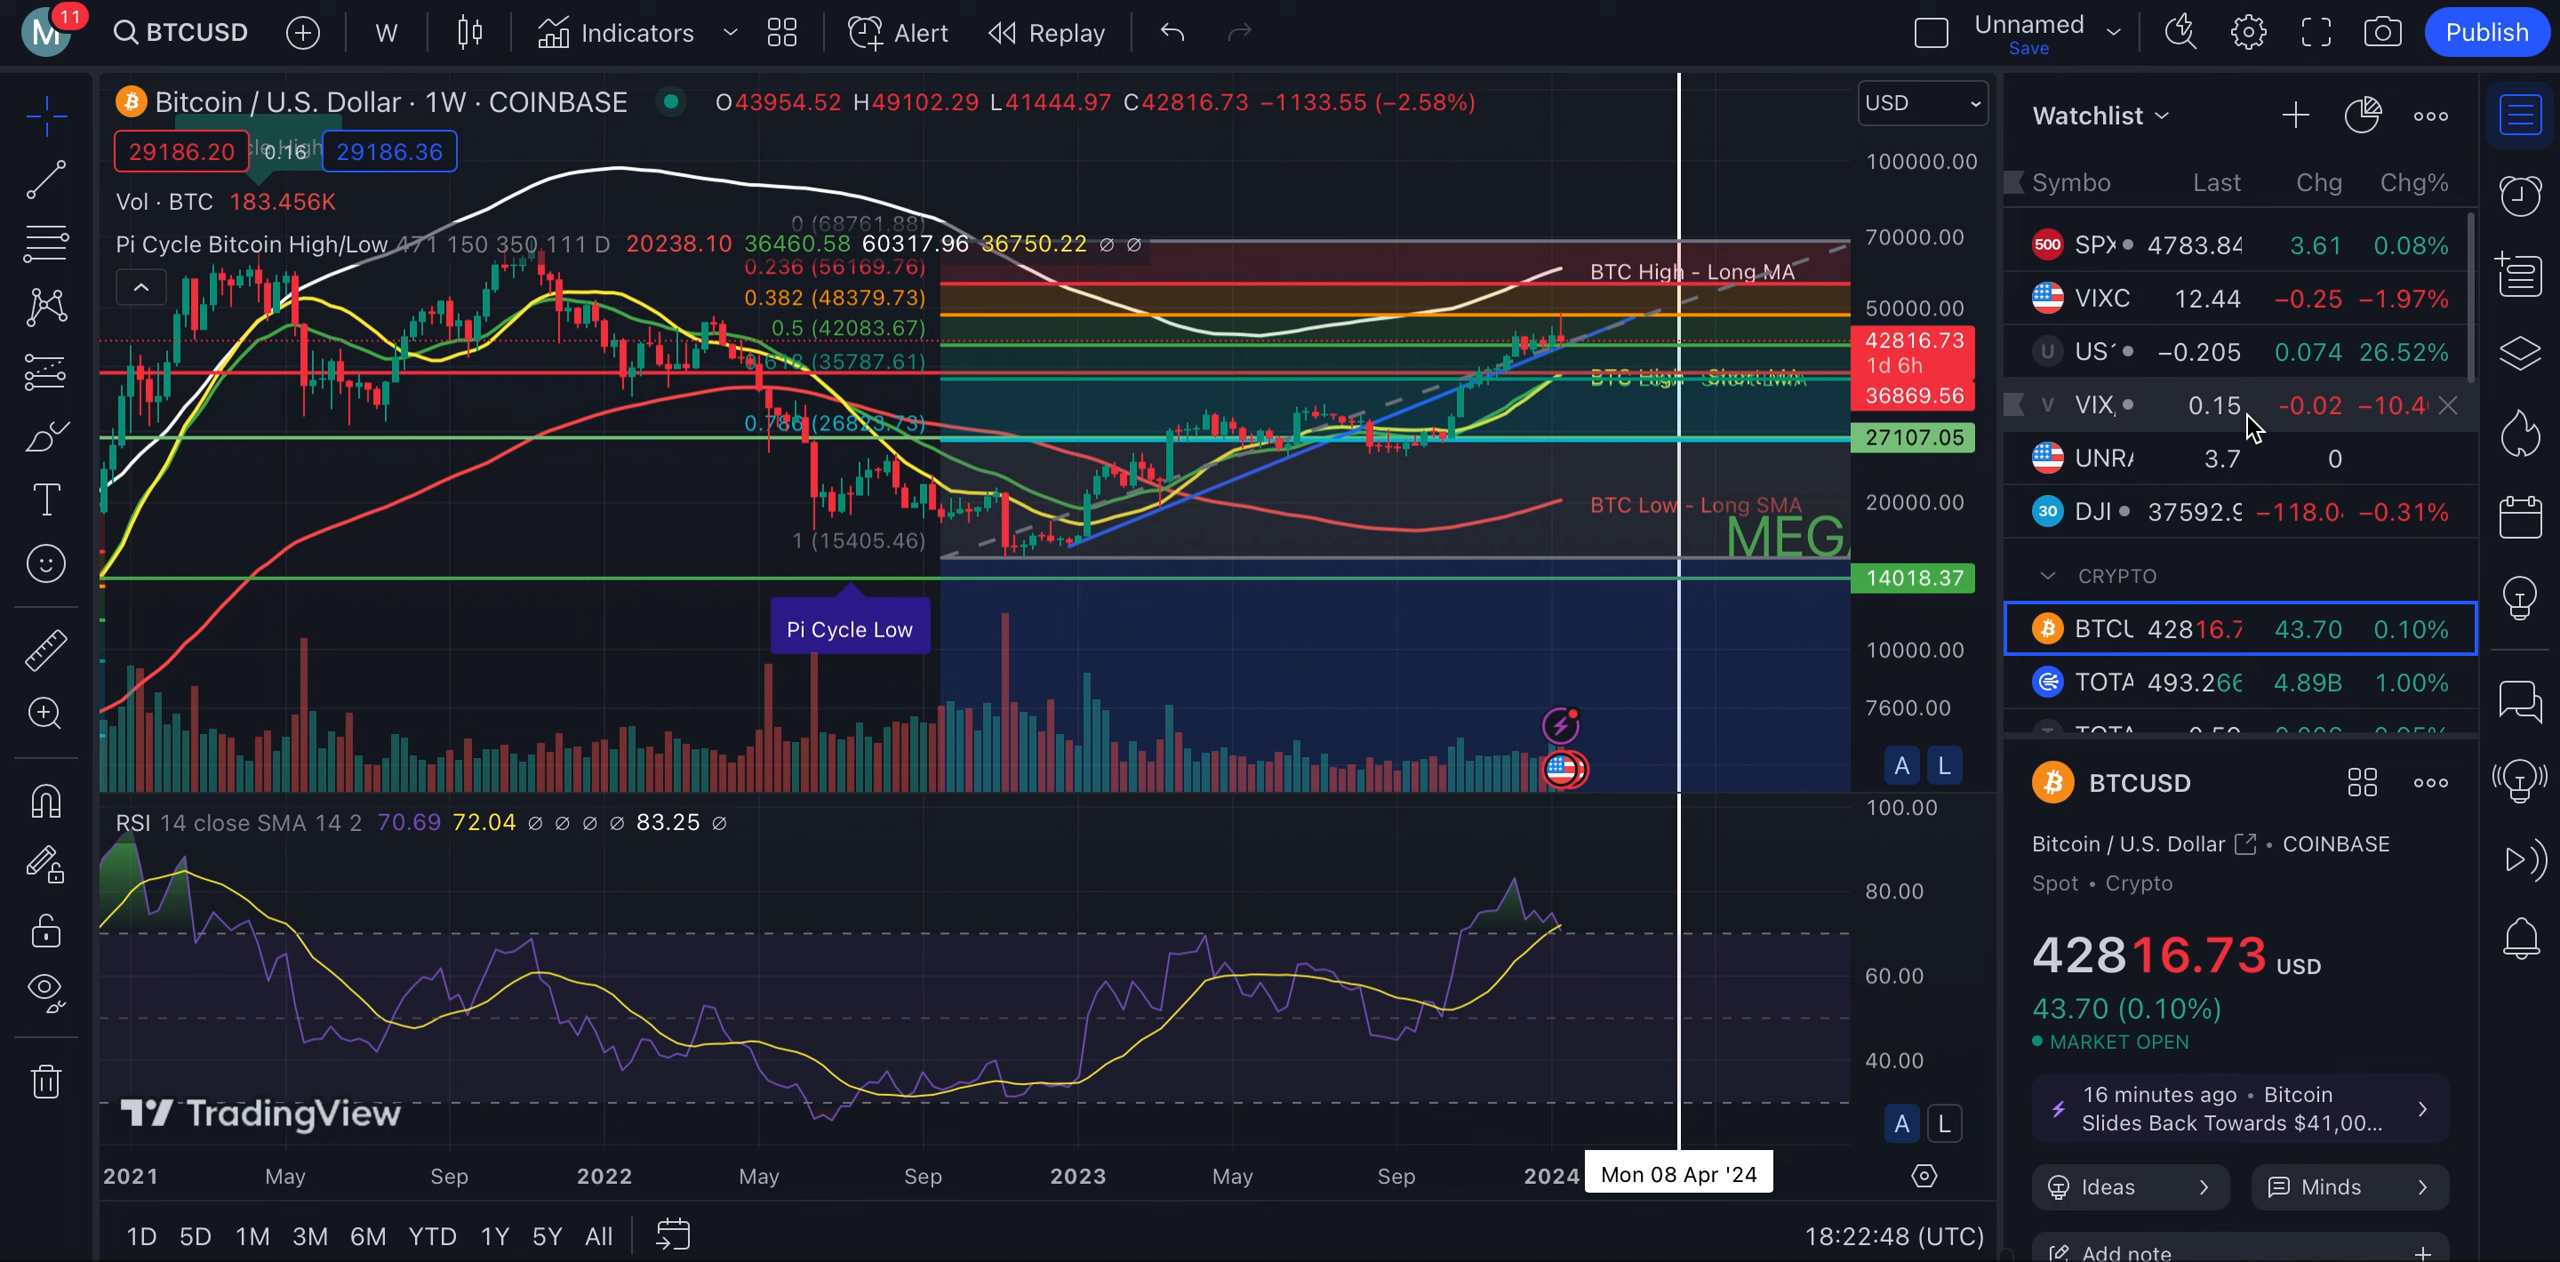 M 11 BTCUSD W Indicators Alert Replay Unnamed Save Publish
Bitcoin / U.S. Dollar · 1W · COINBASE O43954.52 H49102.29 L41444.97 C42816.73 −1133.55 (−2.58%)
USD
29186.20 0.16 29186.36
Vol · BTC 183.456K
Pi Cycle Bitcoin High/Low 471 150 350 111 D 20238.10 36460.58 60317.96 36750.22 ∅ ∅
0 (68761.88)
0.236 (56169.76)
0.382 (48379.73)
0.5 (42083.67)
0.618 (35787.61)
0.786 (26823.73)
1 (15405.46)
BTC High - Long MA
BTC Low - Long SMA
MEG
Pi Cycle Low
100000.00
70000.00
50000.00
42816.73
1d 6h
36869.56
27107.05
20000.00
14018.37
10000.00
7600.00
A L
RSI 14 close SMA 14 2 70.69 72.04 ∅ ∅ ∅ ∅ 83.25 ∅
100.00
80.00
60.00
40.00
A L
TradingView
2021 May Sep 2022 May Sep 2023 May Sep 2024 Mon 08 Apr '24
1D 5D 1M 3M 6M YTD 1Y 5Y All 18:22:48 (UTC)
Watchlist
Symbo Last Chg Chg%
500 SPX 4783.84 3.61 0.08%
VIXC 12.44 −0.25 −1.97%
U US −0.205 0.074 26.52%
V VIX, 0.15 −0.02 −10.4
UNRA 3.7 0
30 DJI 37592.9 −118.0 −0.31%
CRYPTO
BTCU 42816.7 43.70 0.10%
TOTA 493.266 4.89B 1.00%
BTCUSD
Bitcoin / U.S. Dollar • COINBASE
Spot • Crypto
42816.73 USD
43.70 (0.10%)
MARKET OPEN
16 minutes ago • Bitcoin
Slides Back Towards $41,00...
Ideas Minds
Add note